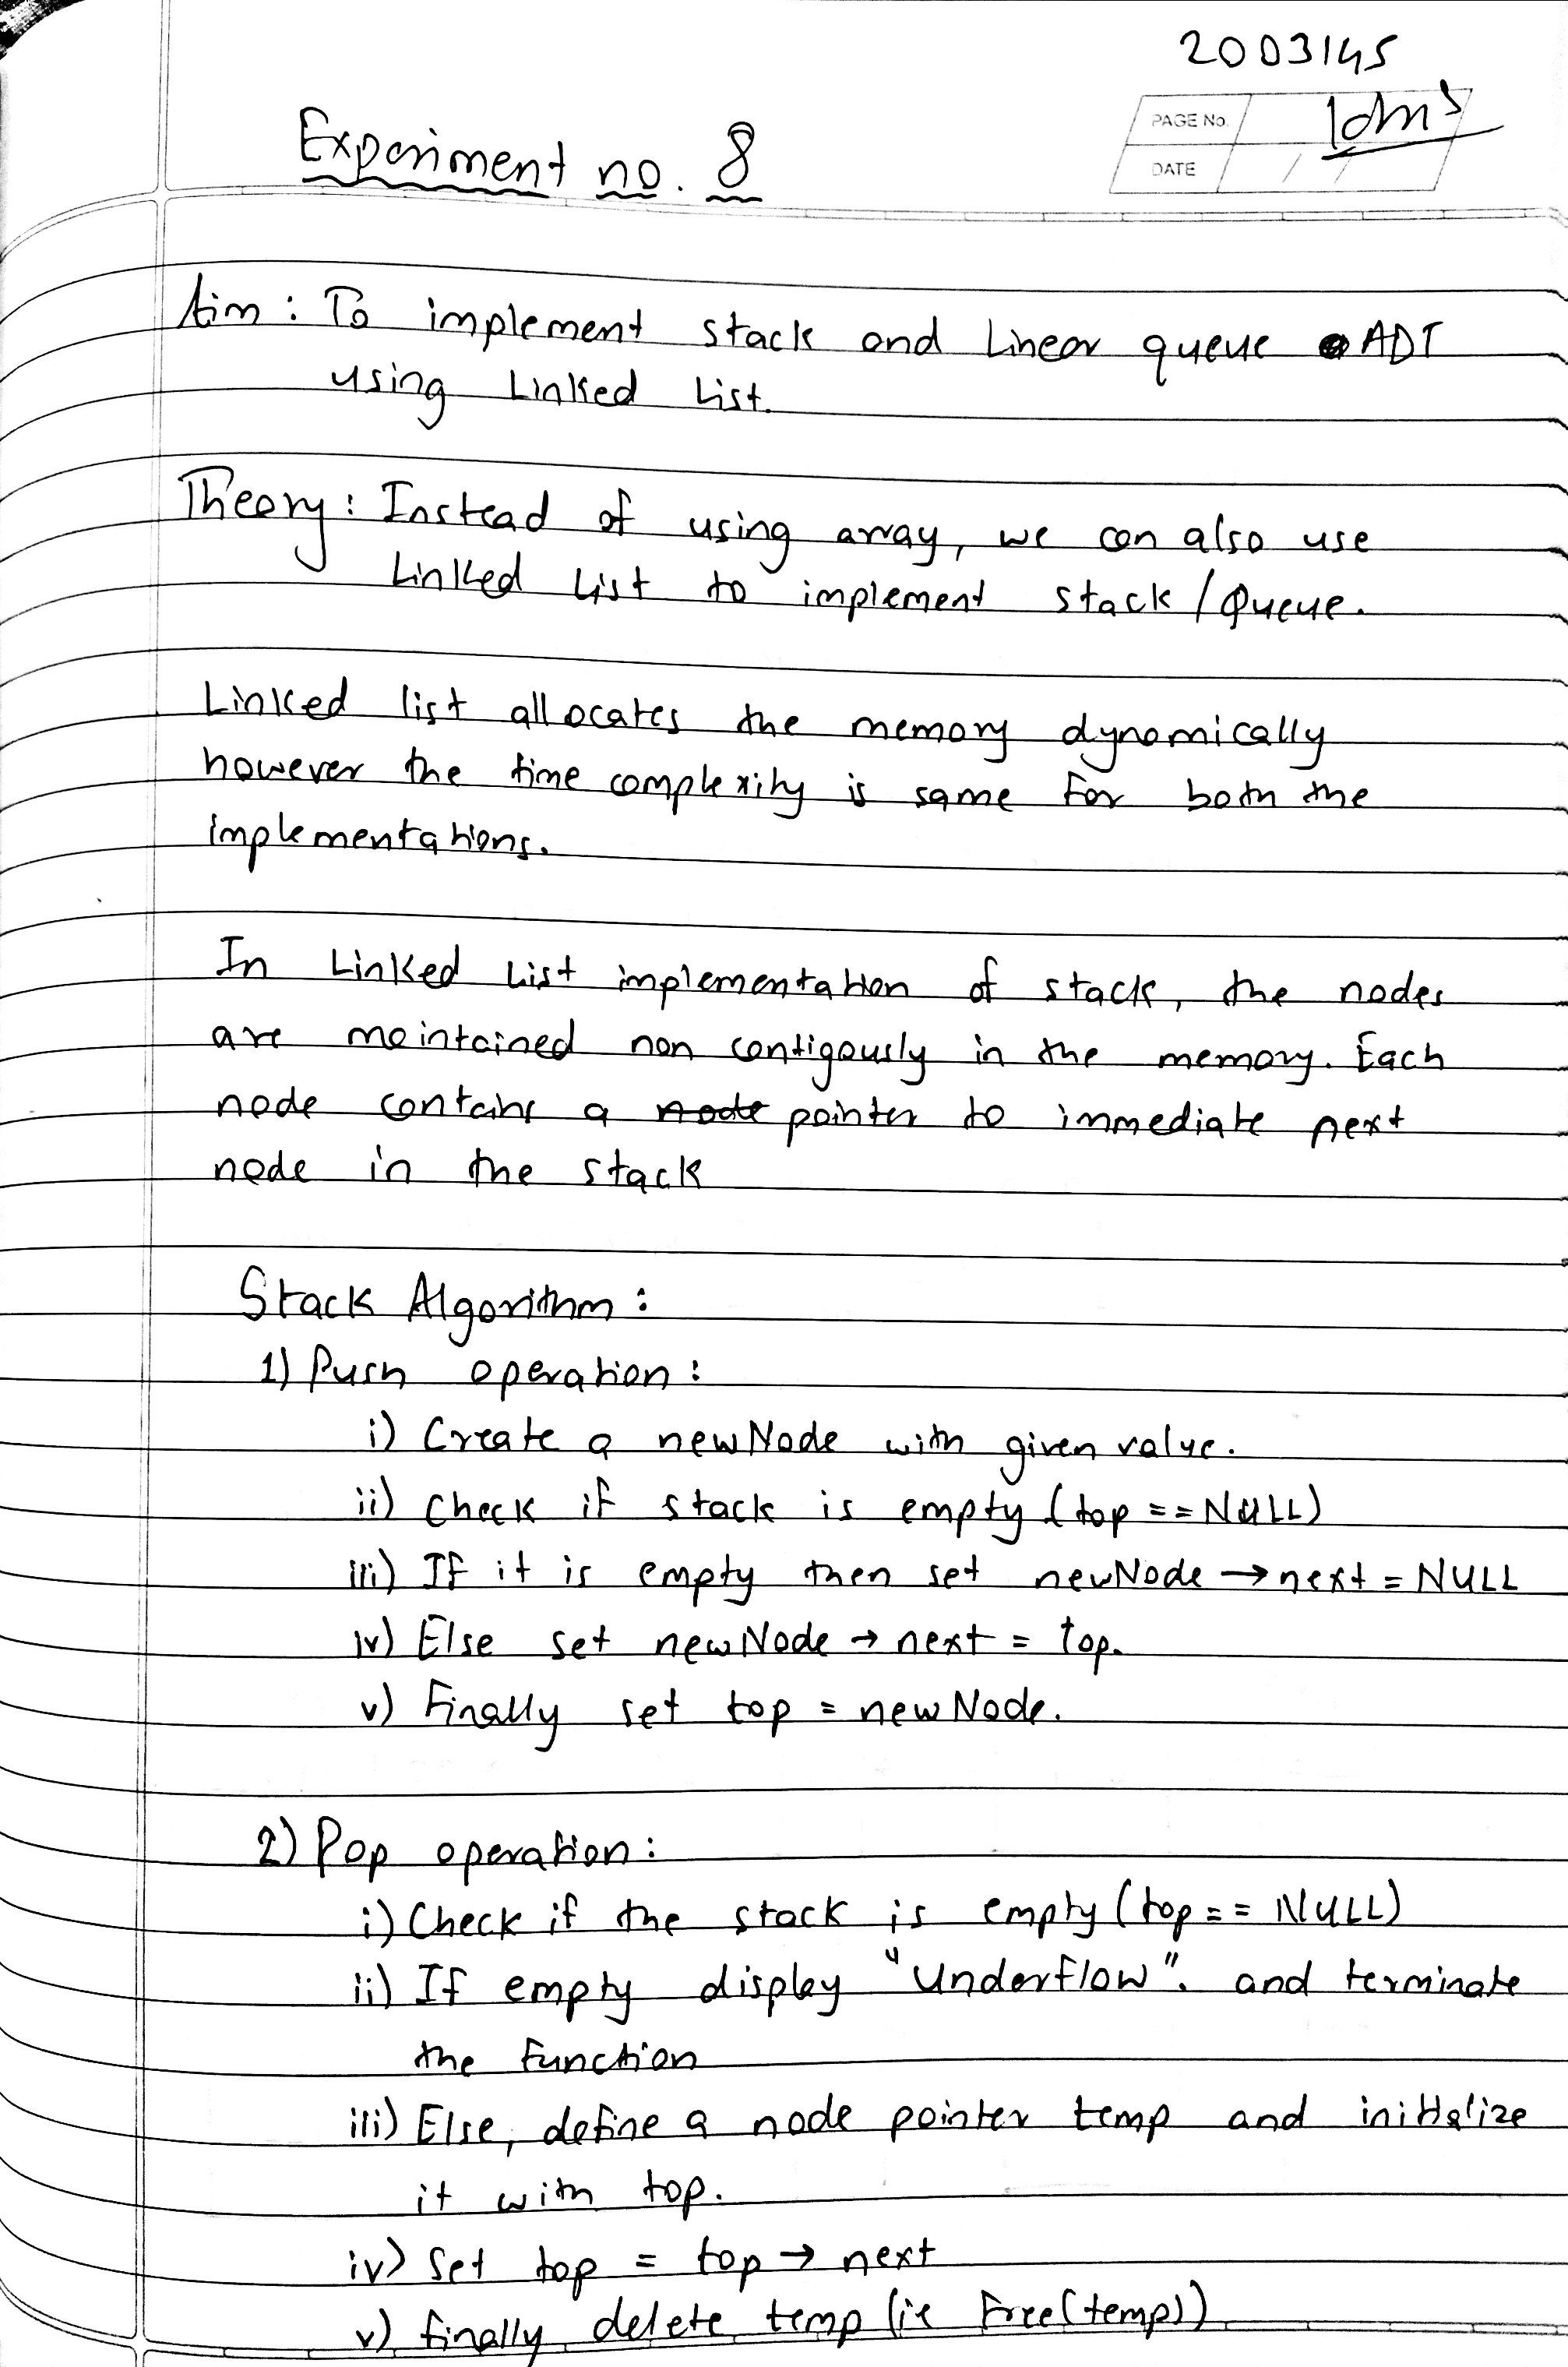 2003145
PAGE No.
DATE / /
Experiment no. 8
Aim : To implement stack and Linear queue ADT
using Linked List.
Theory : Instead of using array, we can also use
Linked List to implement stack / Queue.
Linked list allocates the memory dynamically
however the time complexity is same for both the
implementations.
In Linked List implementation of stack, the nodes
are maintained non contigously in the memory. Each
node contains a node pointer to immediate next
node in the stack
Stack Algorithm :
1) Push operation :
i) Create a newNode with given value.
ii) Check if stack is empty (top == NULL)
iii) If it is empty then set newNode → next = NULL
iv) Else set newNode → next = top.
v) Finally set top = newNode.
2) Pop operation :
i) Check if the stack is empty (top == NULL)
ii) If empty display "Underflow". and terminate
the function
iii) Else, define a node pointer temp and initialize
it with top.
iv) Set top = top → next
v) finally delete temp (ie Free(temp))